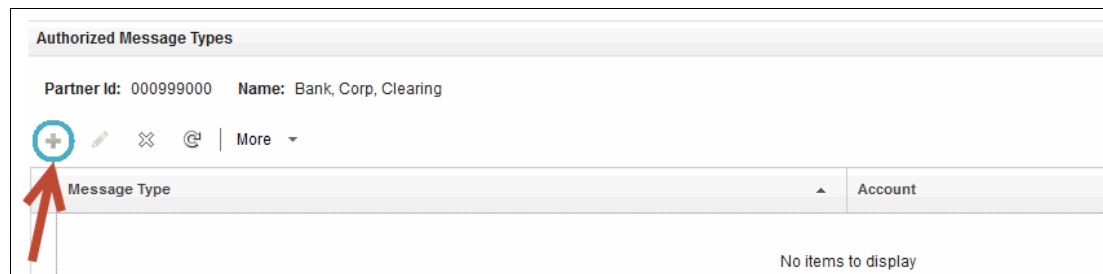 Authorized Message Types
Partner Id: 000999000 Name: Bank, Corp, Clearing
More
Message Type Account
No items to display